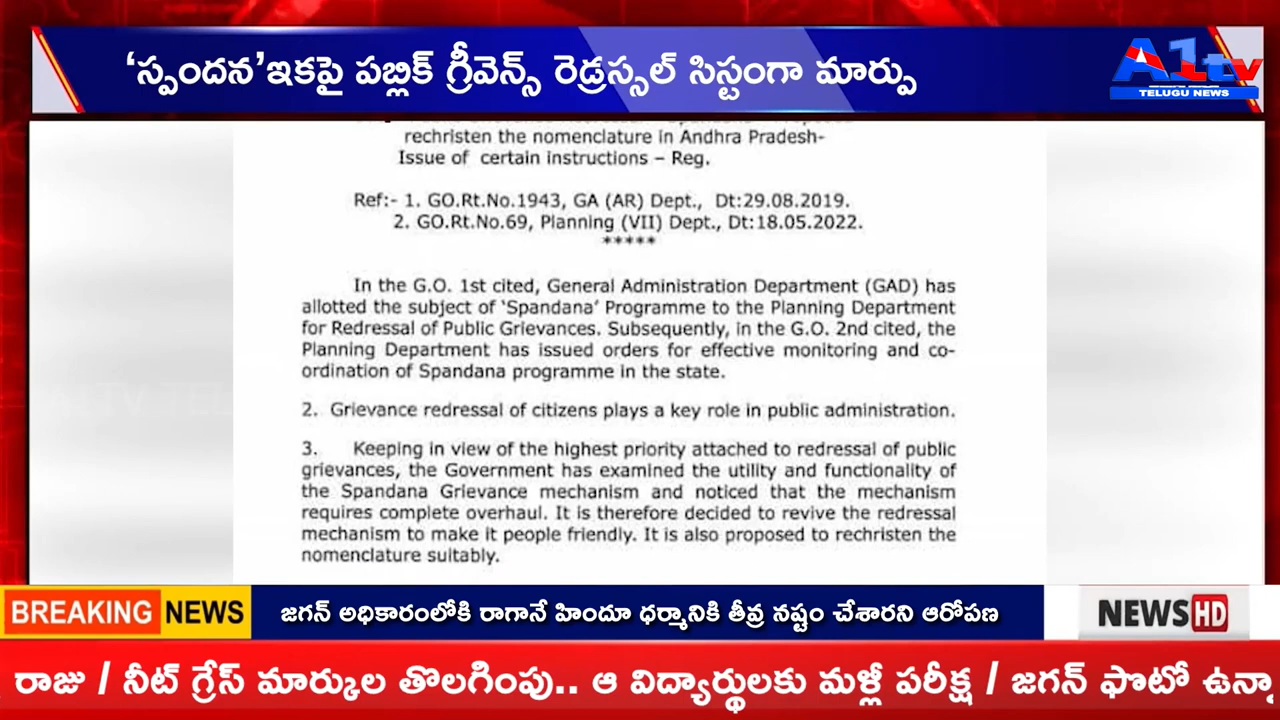 'స్పందన'ఇకపై పబ్లిక్ గ్రీవెన్స్ రెడ్రస్సల్ సిస్టంగా మార్పు
A1tv
TELUGU NEWS
rechristen the nomenclature in Andhra Pradesh-
Issue of certain instructions – Reg.
Ref:- 1. GO.Rt.No.1943, GA (AR) Dept., Dt:29.08.2019.
2. GO.Rt.No.69, Planning (VII) Dept., Dt:18.05.2022.
*****
In the G.O. 1st cited, General Administration Department (GAD) has
allotted the subject of 'Spandana' Programme to the Planning Department
for Redressal of Public Grievances. Subsequently, in the G.O. 2nd cited, the
Planning Department has issued orders for effective monitoring and co-
ordination of Spandana programme in the state.
2. Grievance redressal of citizens plays a key role in public administration.
3. Keeping in view of the highest priority attached to redressal of public
grievances, the Government has examined the utility and functionality of
the Spandana Grievance mechanism and noticed that the mechanism
requires complete overhaul. It is therefore decided to revive the redressal
mechanism to make it people friendly. It is also proposed to rechristen the
nomenclature suitably.
BREAKING NEWS
జగన్ అధికారంలోకి రాగానే హిందూ ధర్మానికి తీవ్ర నష్టం చేశారని ఆరోపణ
NEWS HD
రాజు / నీట్ గ్రేస్ మార్కుల తొలగింపు.. ఆ విద్యార్థులకు మళ్లీ పరీక్ష / జగన్ ఫొటో ఉన్నా